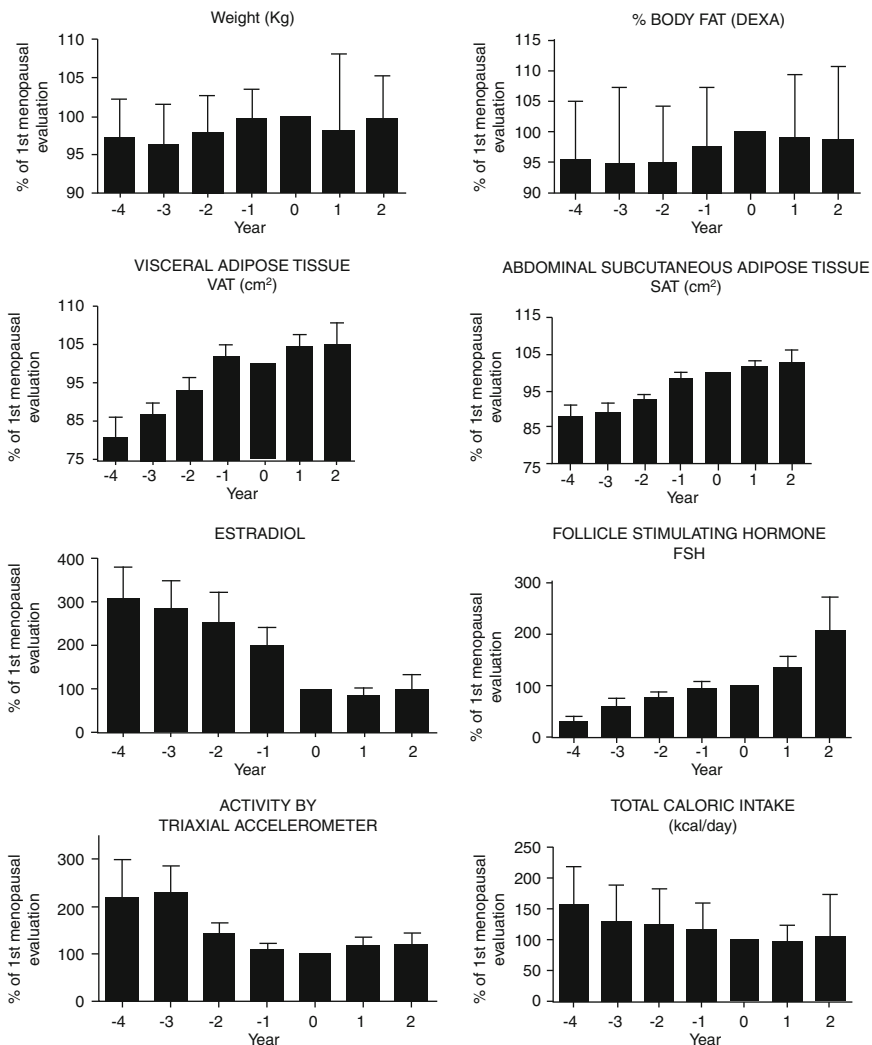 Weight (Kg)
% of 1st menopausal
evaluation
110
105
100
95
90
-4 -3 -2 -1 0 1 2
Year
% BODY FAT (DEXA)
% of 1st menopausal
evaluation
110
105
100
95
90
-4 -3 -2 -1 0 1 2
Year
VISCERAL ADIPOSE TISSUE
VAT (cm²)
% of 1st menopausal
evaluation
110
105
95
85
75
-4 -3 -2 -1 0 1 2
Year
ABDOMINAL SUBCUTANEOUS ADIPOSE TISSUE
SAT (cm²)
% of 1st menopausal
evaluation
115
105
95
85
75
-4 -3 -2 -1 0 1 2
Year
ESTRADIOL
% of 1st menopausal
evaluation
400
300
200
100
0
-4 -3 -2 -1 0 1 2
Year
FOLLICLE STIMULATING HORMONE
FSH
% of 1st menopausal
evaluation
300
200
100
0
-4 -3 -2 -1 0 1 2
Year
ACTIVITY BY
TRIAXIAL ACCELEROMETER
% of 1st menopausal
evaluation
300
200
100
0
-4 -3 -2 -1 0 1 2
Year
TOTAL CALORIC INTAKE
(kcal/day)
% of 1st menopausal
evaluation
250
200
150
100
50
0
-4 -3 -2 -1 0 1 2
Year